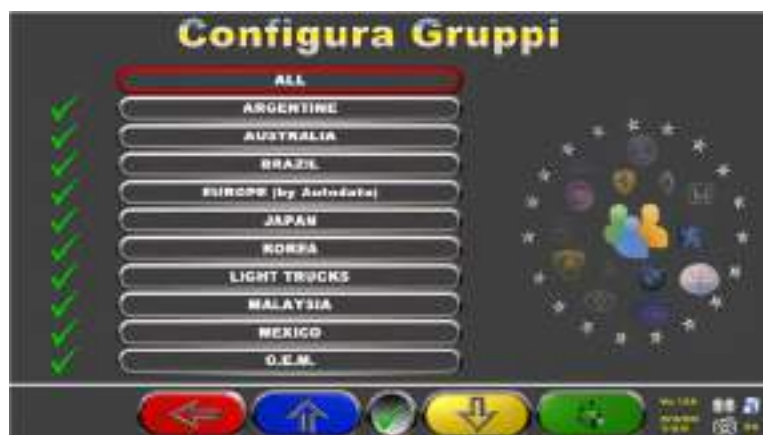 Configura Gruppi
ALL
ARGENTINE
AUSTRALIA
BRAZIL
EUROPE (by Autodata)
JAPAN
KOREA
LIGHT TRUCKS
MALAYSIA
MEXICO
O.E.M.